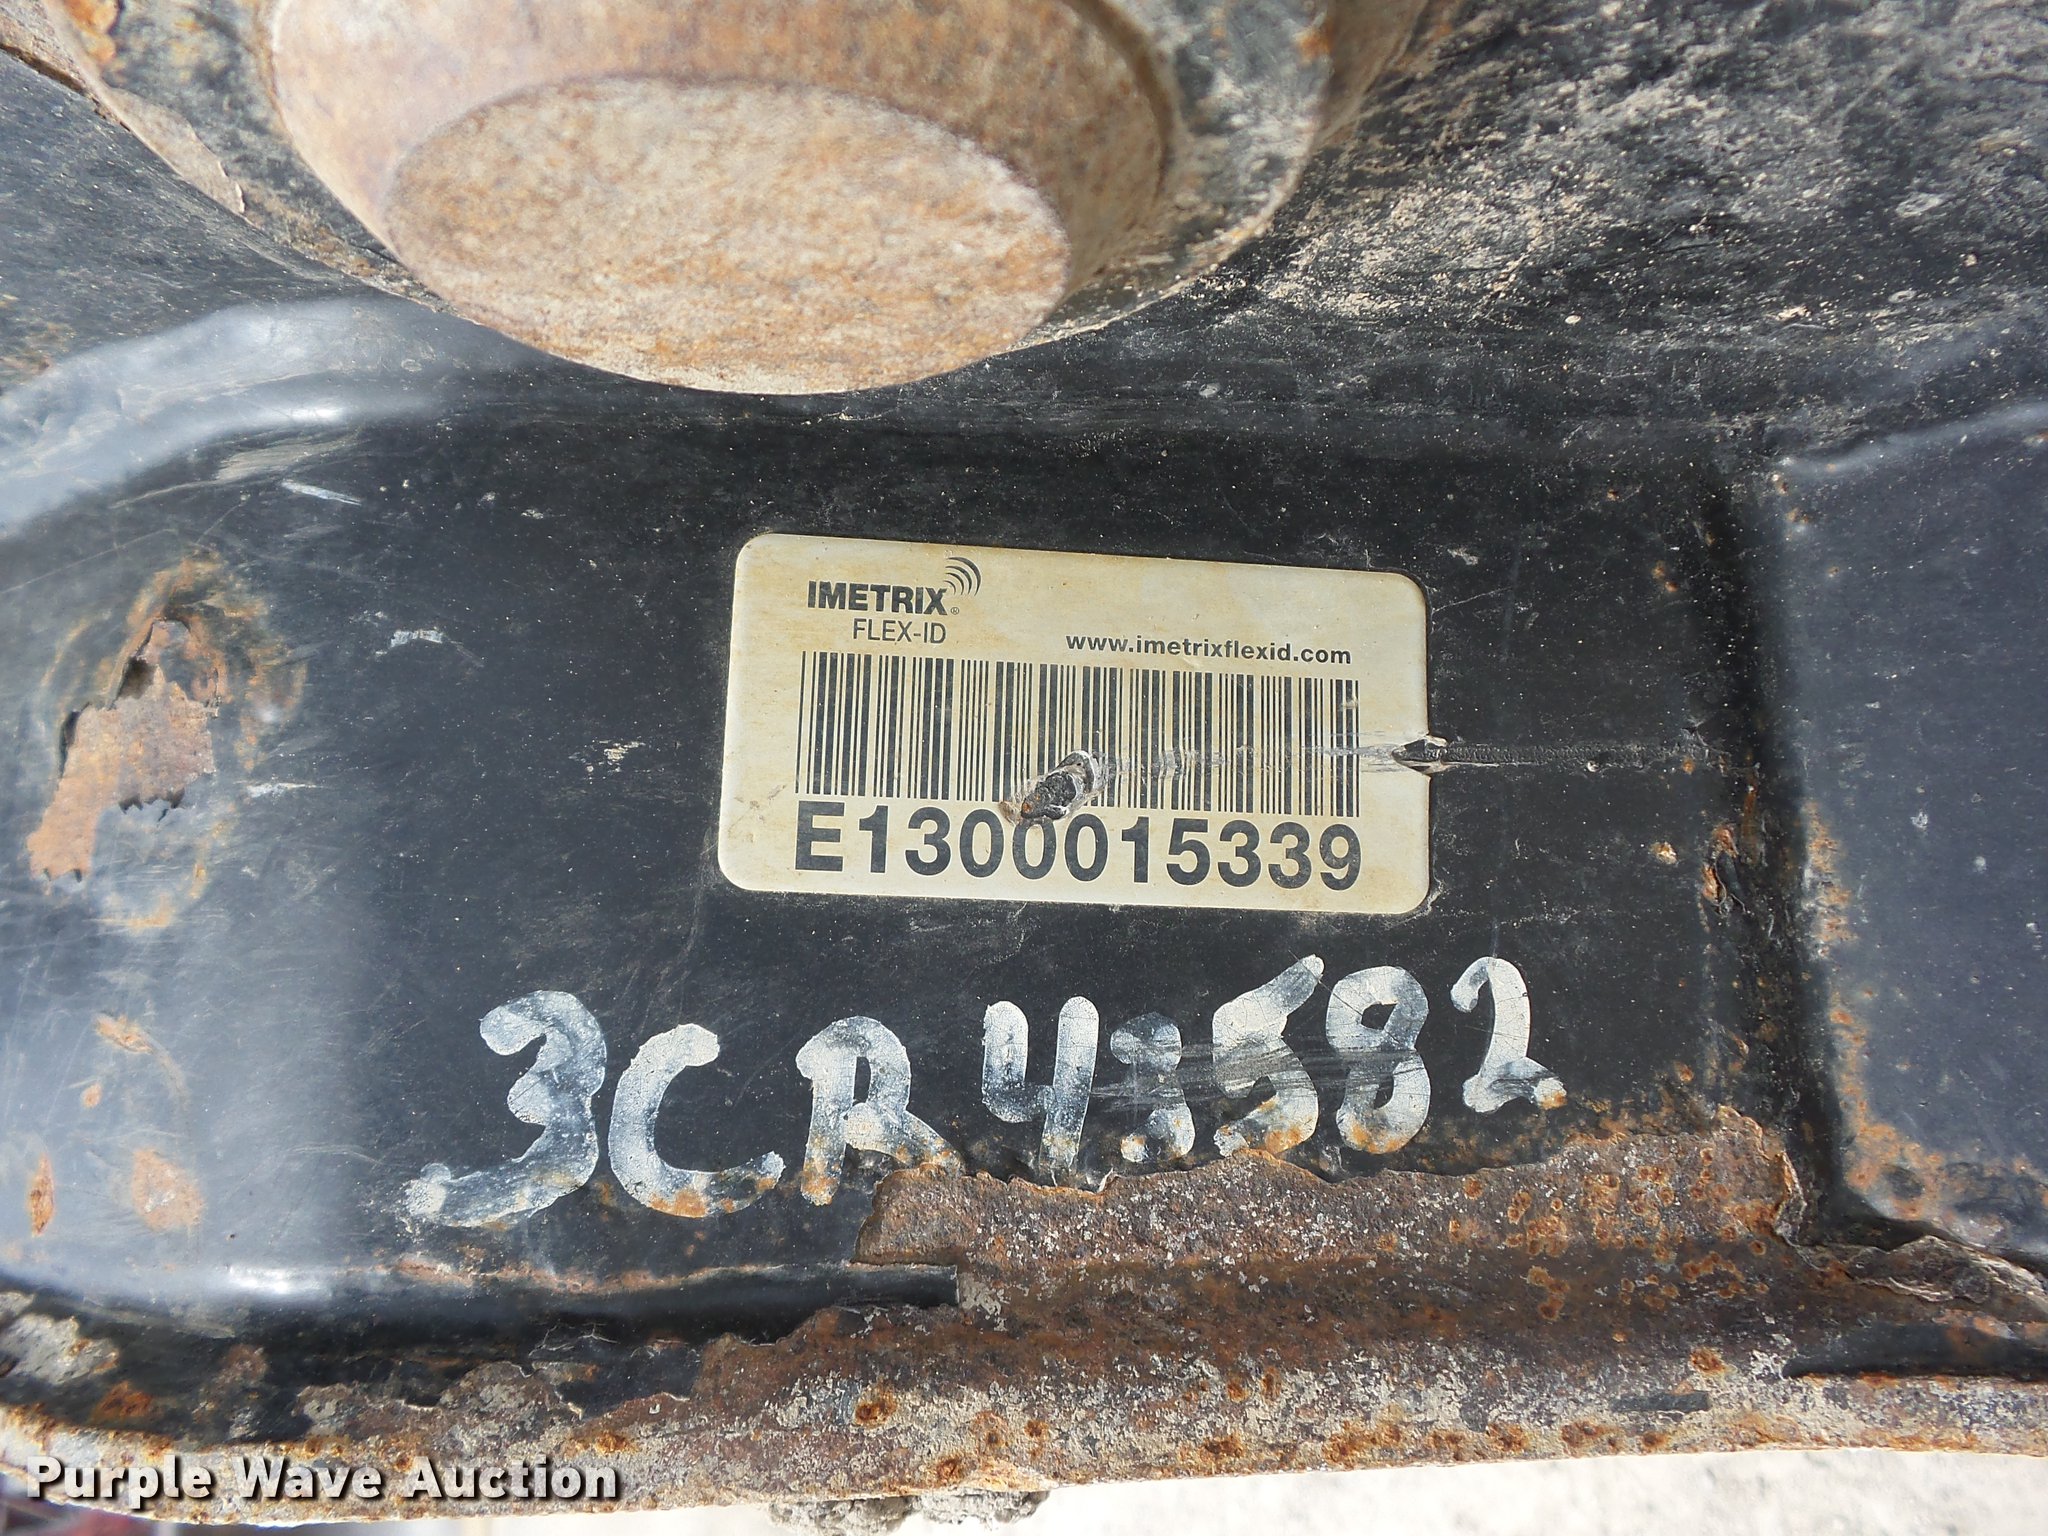 IMETRIX®
FLEX-ID
www.imetrixflexid.com
E1300015339
3CR43582
Purple Wave Auction